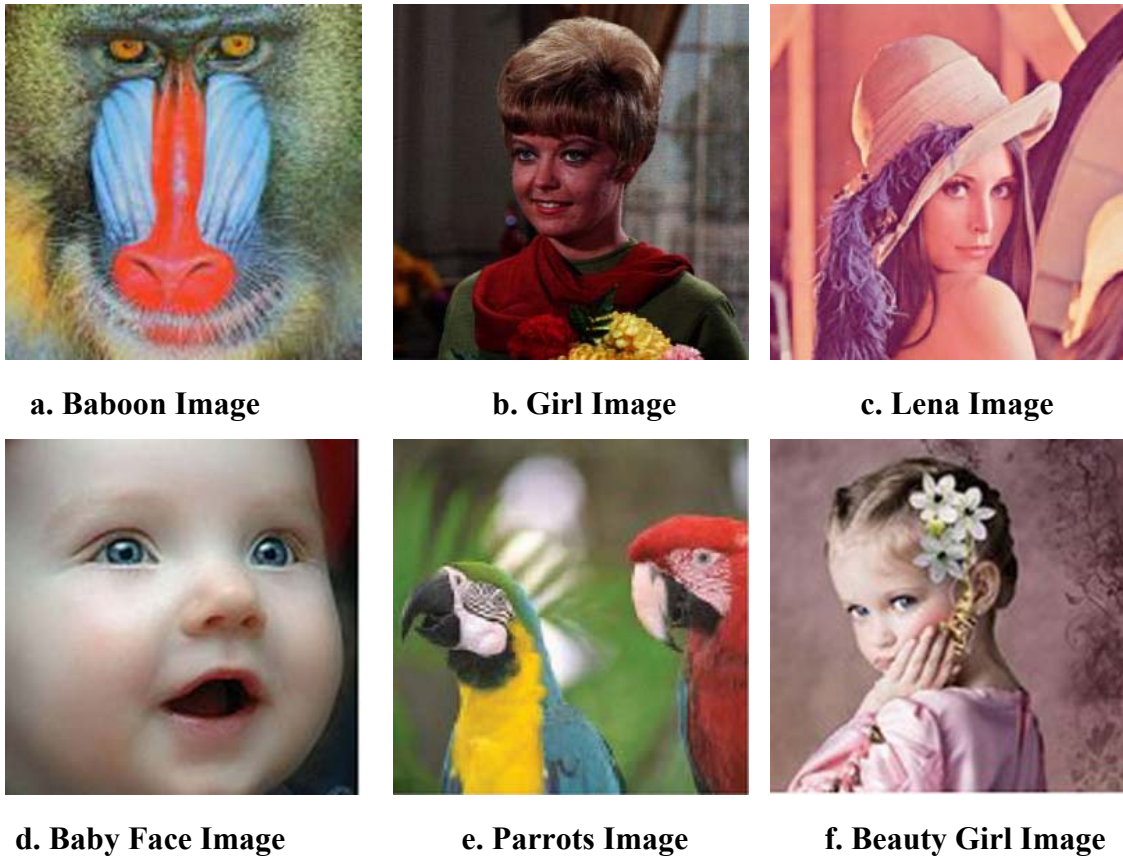 a. Baboon Image
b. Girl Image
c. Lena Image
d. Baby Face Image
e. Parrots Image
f. Beauty Girl Image